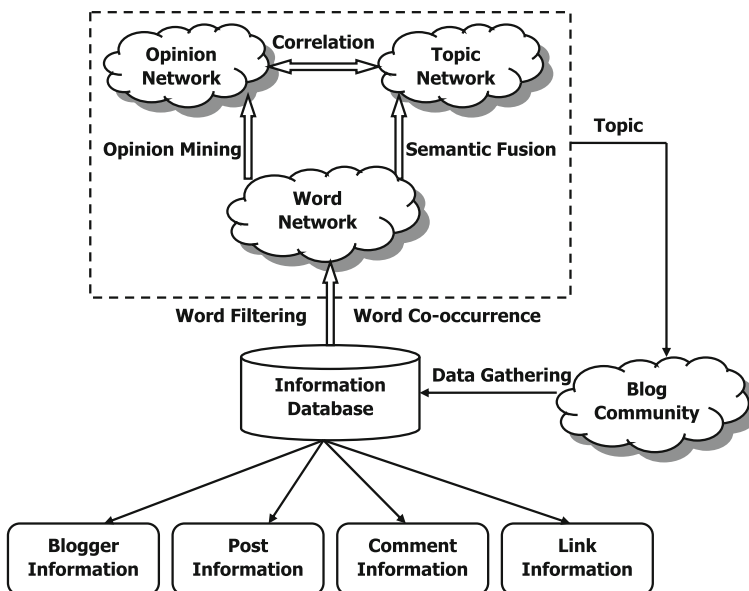 Opinion
Network
Correlation
Topic
Network
Opinion Mining
Semantic Fusion
Topic
Word
Network
Word Filtering
Word Co-occurrence
Information
Database
Data Gathering
Blog
Community
Blogger
Information
Post
Information
Comment
Information
Link
Information